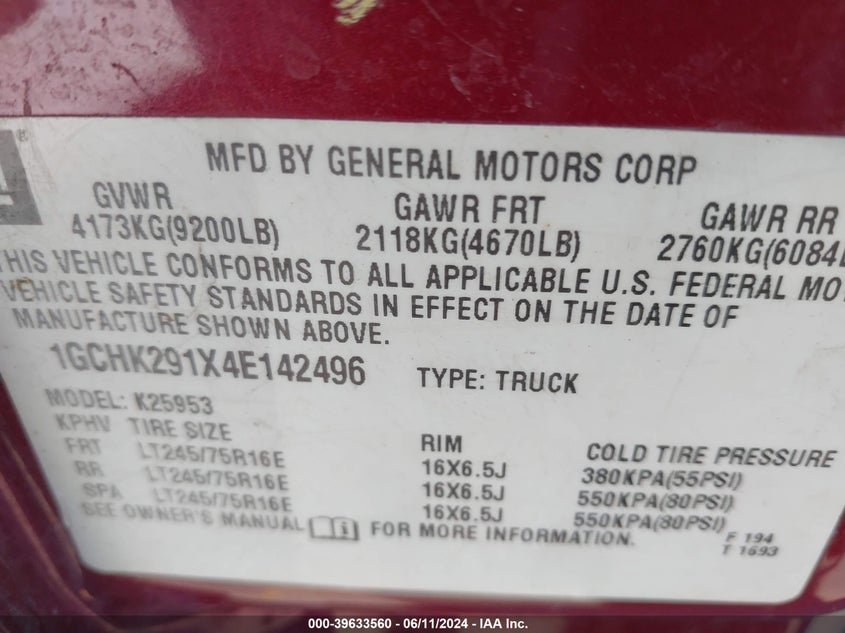 MFD BY GENERAL MOTORS CORP
GVWR GAWR FRT GAWR RR
4173KG(9200LB) 2118KG(4670LB) 2760KG(6084L
THIS VEHICLE CONFORMS TO ALL APPLICABLE U.S. FEDERAL MOT
VEHICLE SAFETY STANDARDS IN EFFECT ON THE DATE OF
MANUFACTURE SHOWN ABOVE.
1GCHK291X4E142496 TYPE: TRUCK
MODEL: K25953
KPHV TIRE SIZE RIM COLD TIRE PRESSURE
FRT LT245/75R16E 16X6.5J 380KPA(55PSI)
RR LT245/75R16E 16X6.5J 550KPA(80PSI)
SPA LT245/75R16E 16X6.5J 550KPA(80PSI)
SEE OWNER'S MANUAL FOR MORE INFORMATION.
F 194
T 1693
000-39633560 / 06/11/2024 - IAA Inc.